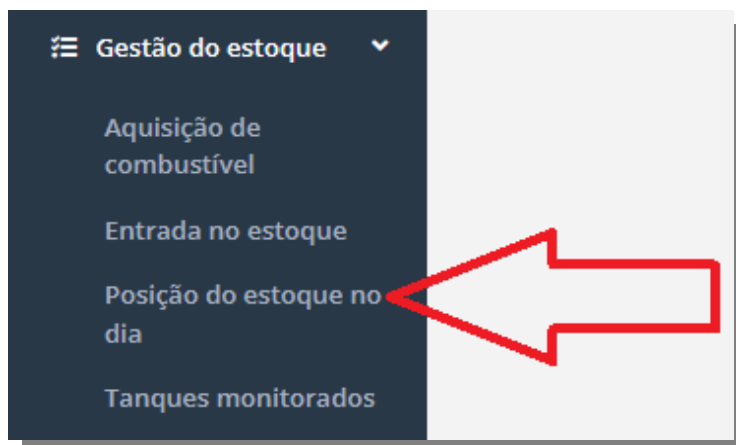 Gestão do estoque
Aquisição de
combustível
Entrada no estoque
Posição do estoque no
dia
Tanques monitorados